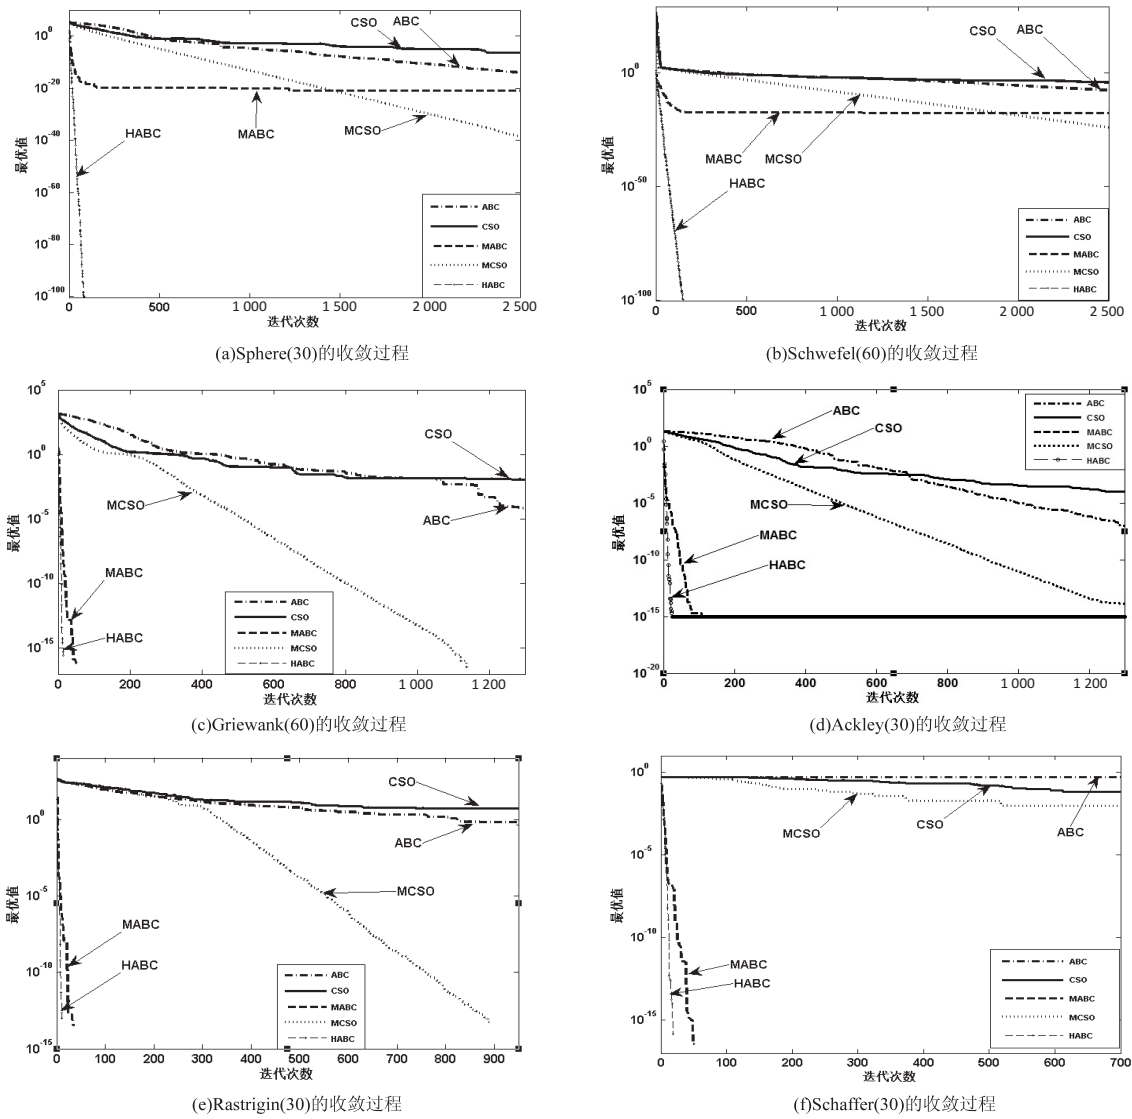 10^0
10^-20
10^-40
10^-60
10^-80
10^-100
最优值
CSO
ABC
HABC
MABC
MCSO
ABC
CSO
MABC
MCSO
HABC
0
500
1 000
1 500
2 000
2 500
迭代次数
(a)Sphere(30)的收敛过程
10^0
10^-50
10^-100
最优值
CSO
ABC
MABC
MCSO
HABC
ABC
CSO
MABC
MCSO
HABC
0
500
1 000
1 500
2 000
2 500
迭代次数
(b)Schwefel(60)的收敛过程
10^5
10^0
10^-5
10^-10
10^-15
最优值
CSO
MCSO
ABC
MABC
HABC
ABC
CSO
MABC
MCSO
HABC
0
200
400
600
800
1 000
1 200
迭代次数
(c)Griewank(60)的收敛过程
10^5
10^0
10^-5
10^-10
10^-15
10^-20
最优值
ABC
CSO
MCSO
MABC
HABC
ABC
CSO
MABC
MCSO
HABC
0
200
400
600
800
1 000
1 200
迭代次数
(d)Ackley(30)的收敛过程
10^0
10^-5
10^-10
10^-15
最优值
CSO
ABC
MCSO
MABC
HABC
ABC
CSO
MABC
MCSO
HABC
0
100
200
300
400
500
600
700
800
900
迭代次数
(e)Rastrigin(30)的收敛过程
10^0
10^-5
10^-10
10^-15
最优值
MCSO
CSO
ABC
MABC
HABC
ABC
CSO
MABC
MCSO
HABC
0
100
200
300
400
500
600
700
迭代次数
(f)Schaffer(30)的收敛过程